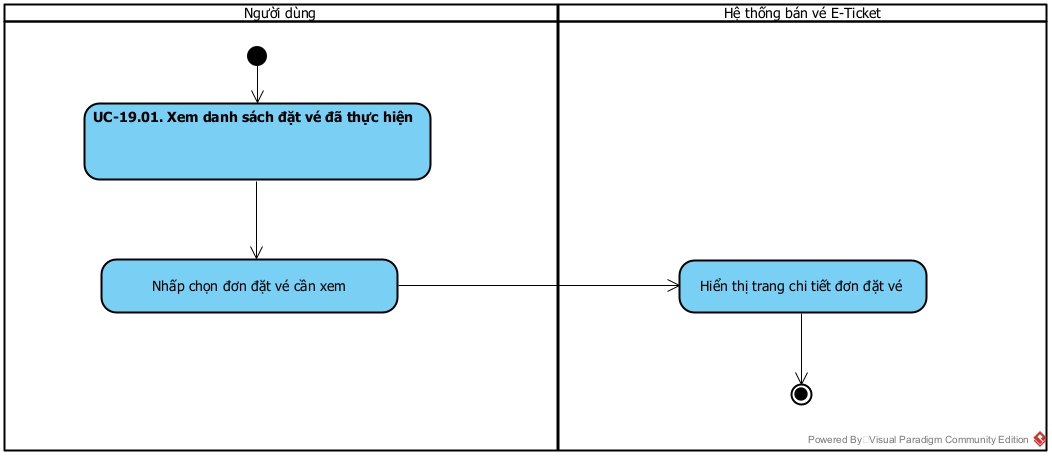 Người dùng
Hệ thống bán vé E-Ticket
UC-19.01. Xem danh sách đặt vé đã thực hiện
Nhấp chọn đơn đặt vé cần xem
Hiển thị trang chi tiết đơn đặt vé
Powered By Visual Paradigm Community Edition